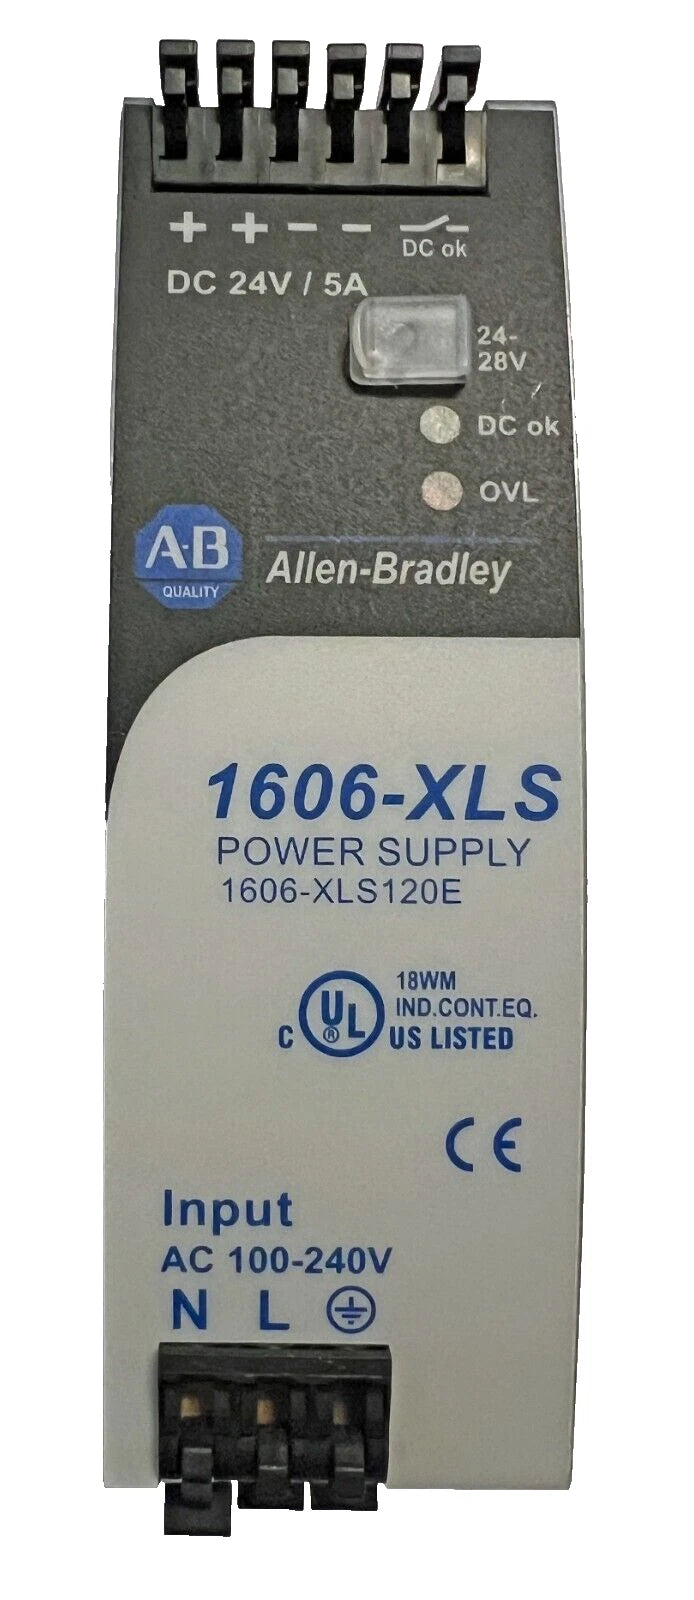 + + − −
DC ok
DC 24V / 5A
24-
28V
DC ok
OVL
A-B
QUALITY
Allen-Bradley
1606-XLS
POWER SUPPLY
1606-XLS120E
18WM
IND.CONT.EQ.
C UL ® US LISTED
CE
Input
AC 100-240V
N L